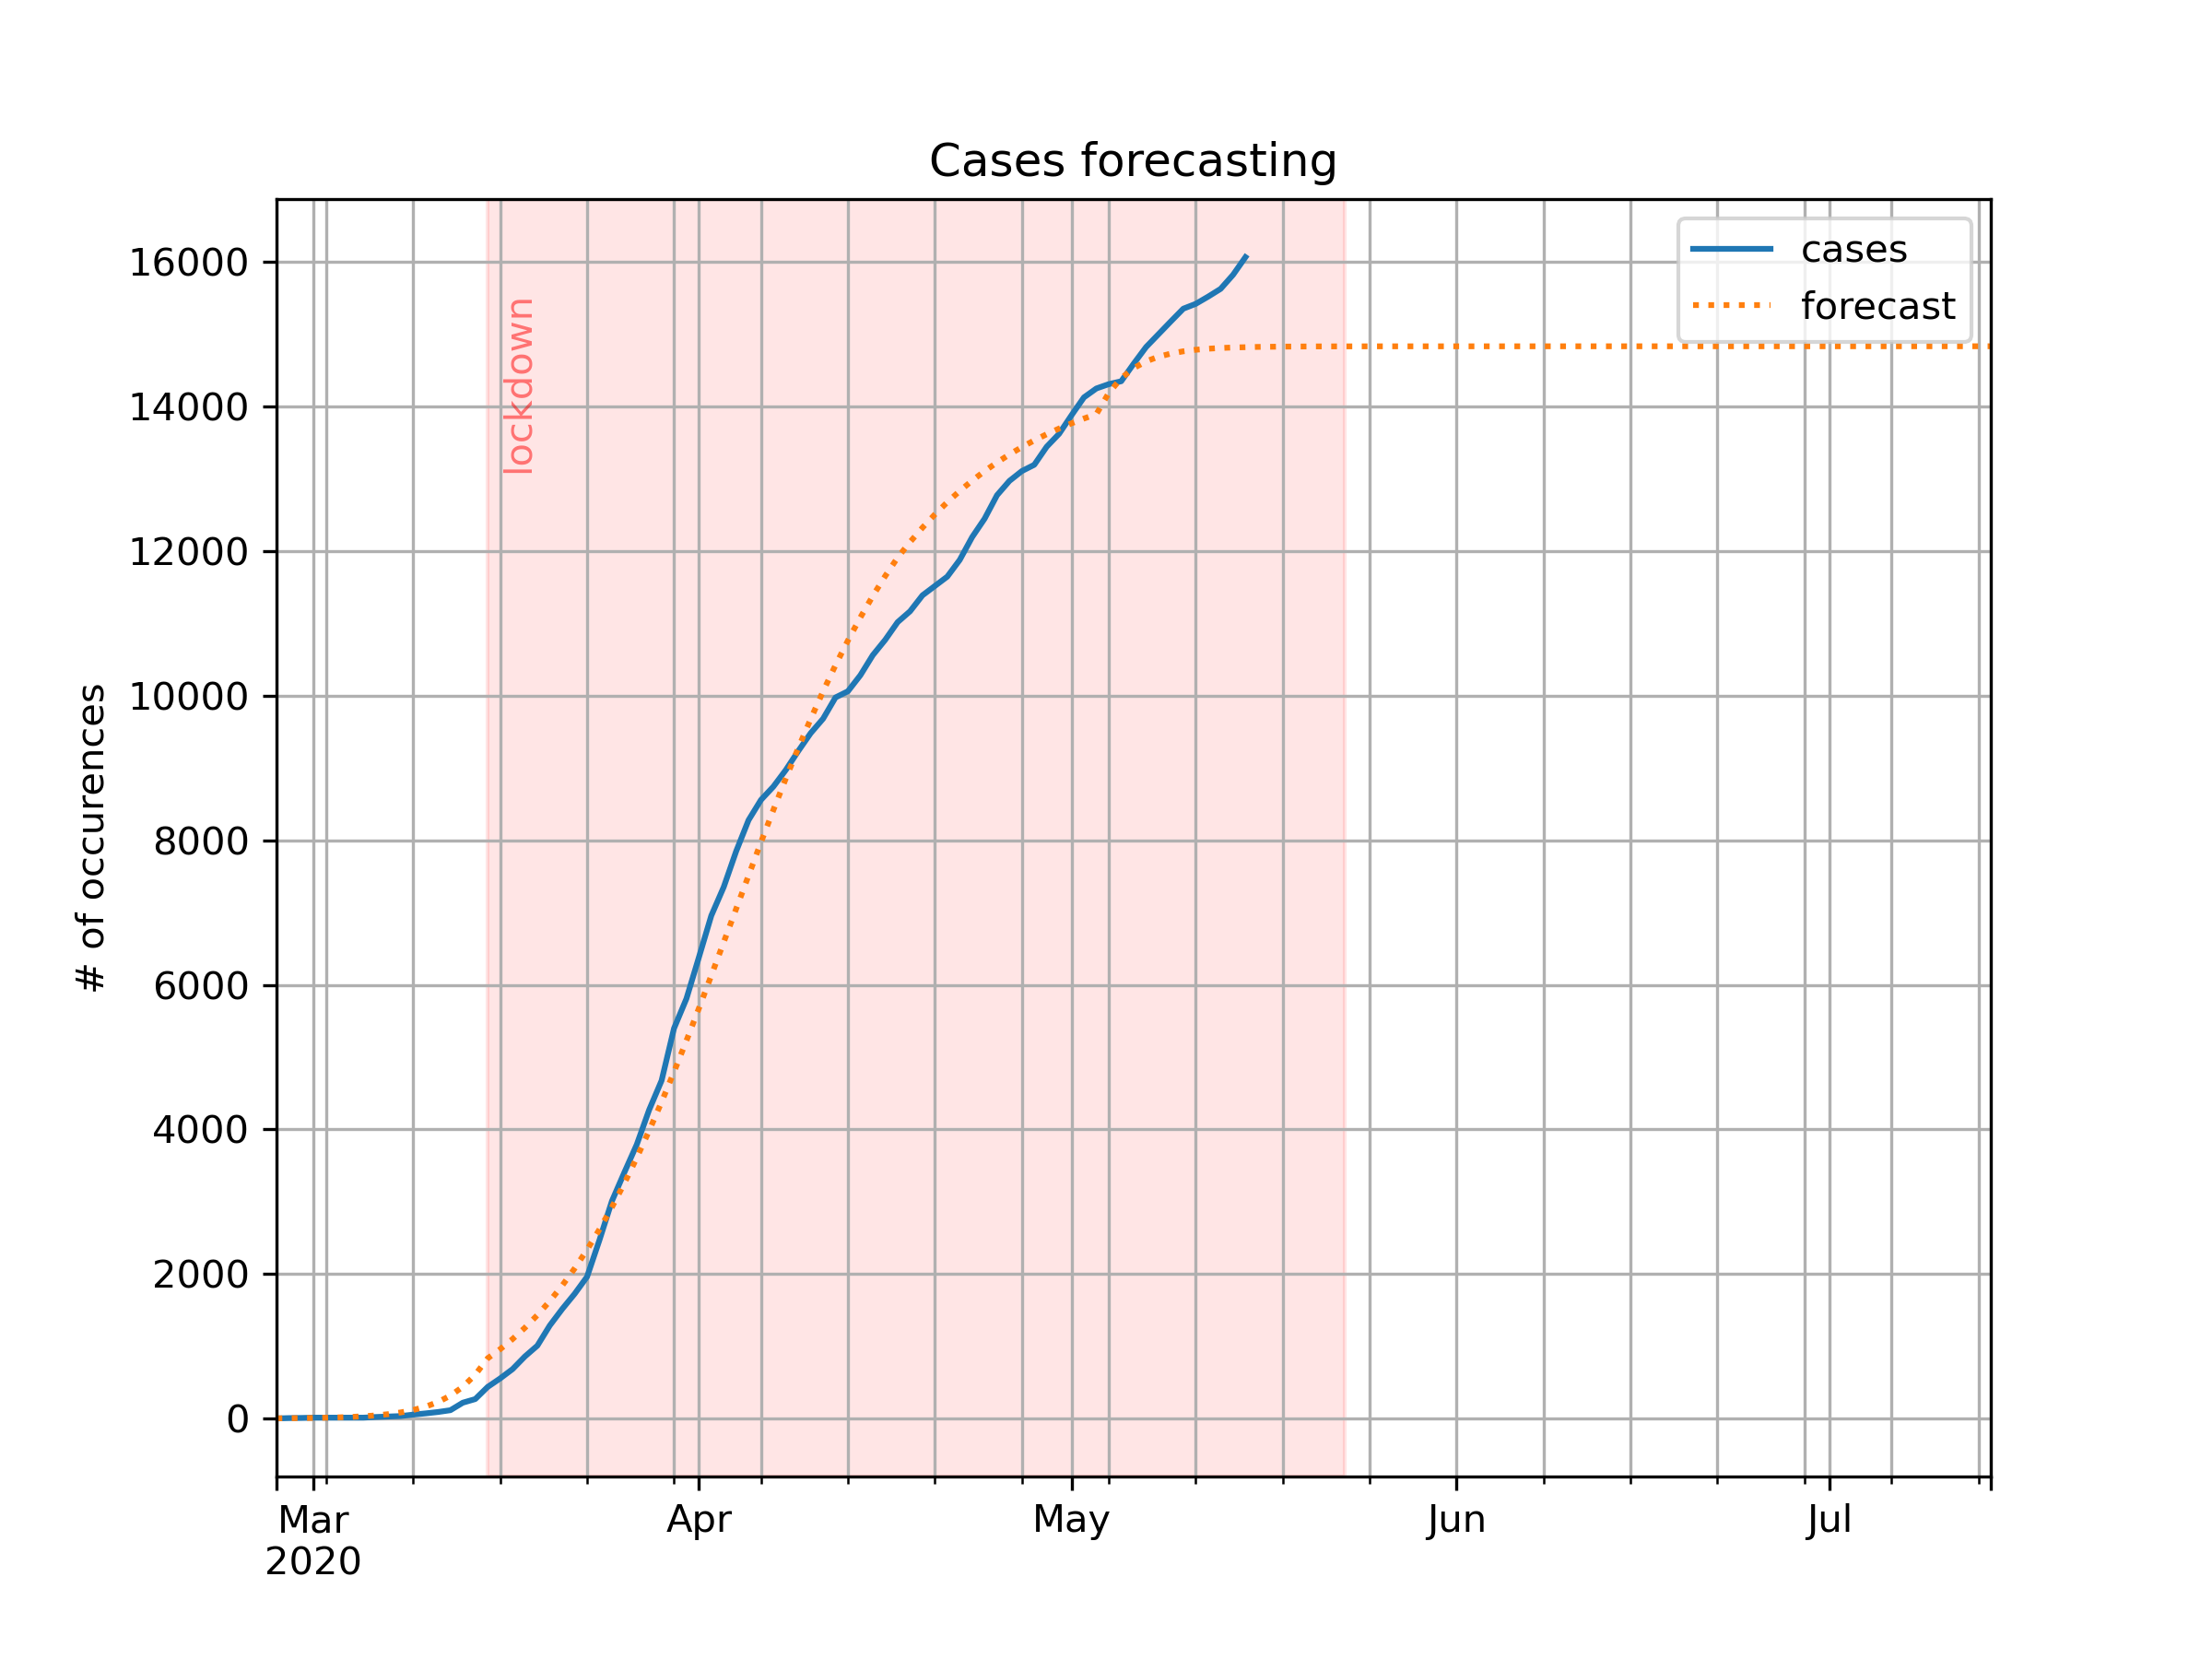 Cases forecasting
cases
forecast
lockdown
# of occurences
16000
14000
12000
10000
8000
6000
4000
2000
0
Mar
2020
Apr
May
Jun
Jul